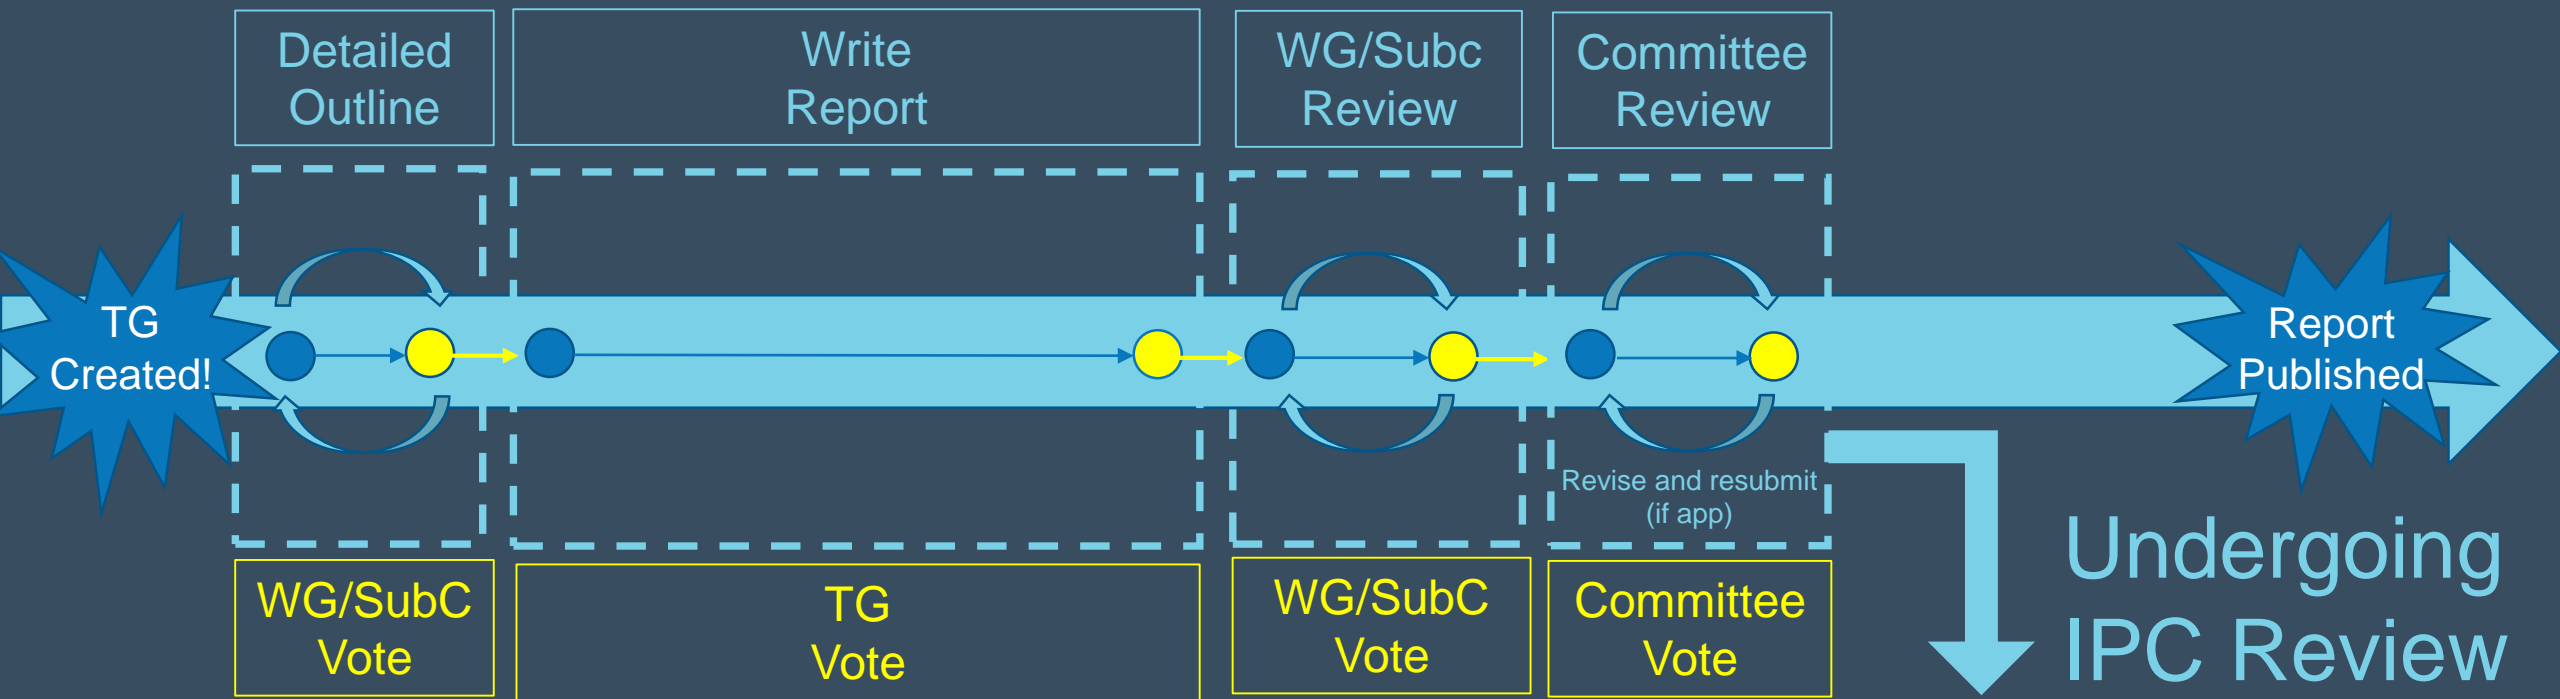 Detailed
Outline
Write
Report
WG/Subc
Review
Committee
Review
TG
Created!
Report
Published
Revise and resubmit
(if app)
WG/SubC
Vote
TG
Vote
WG/SubC
Vote
Committee
Vote
Undergoing
IPC Review